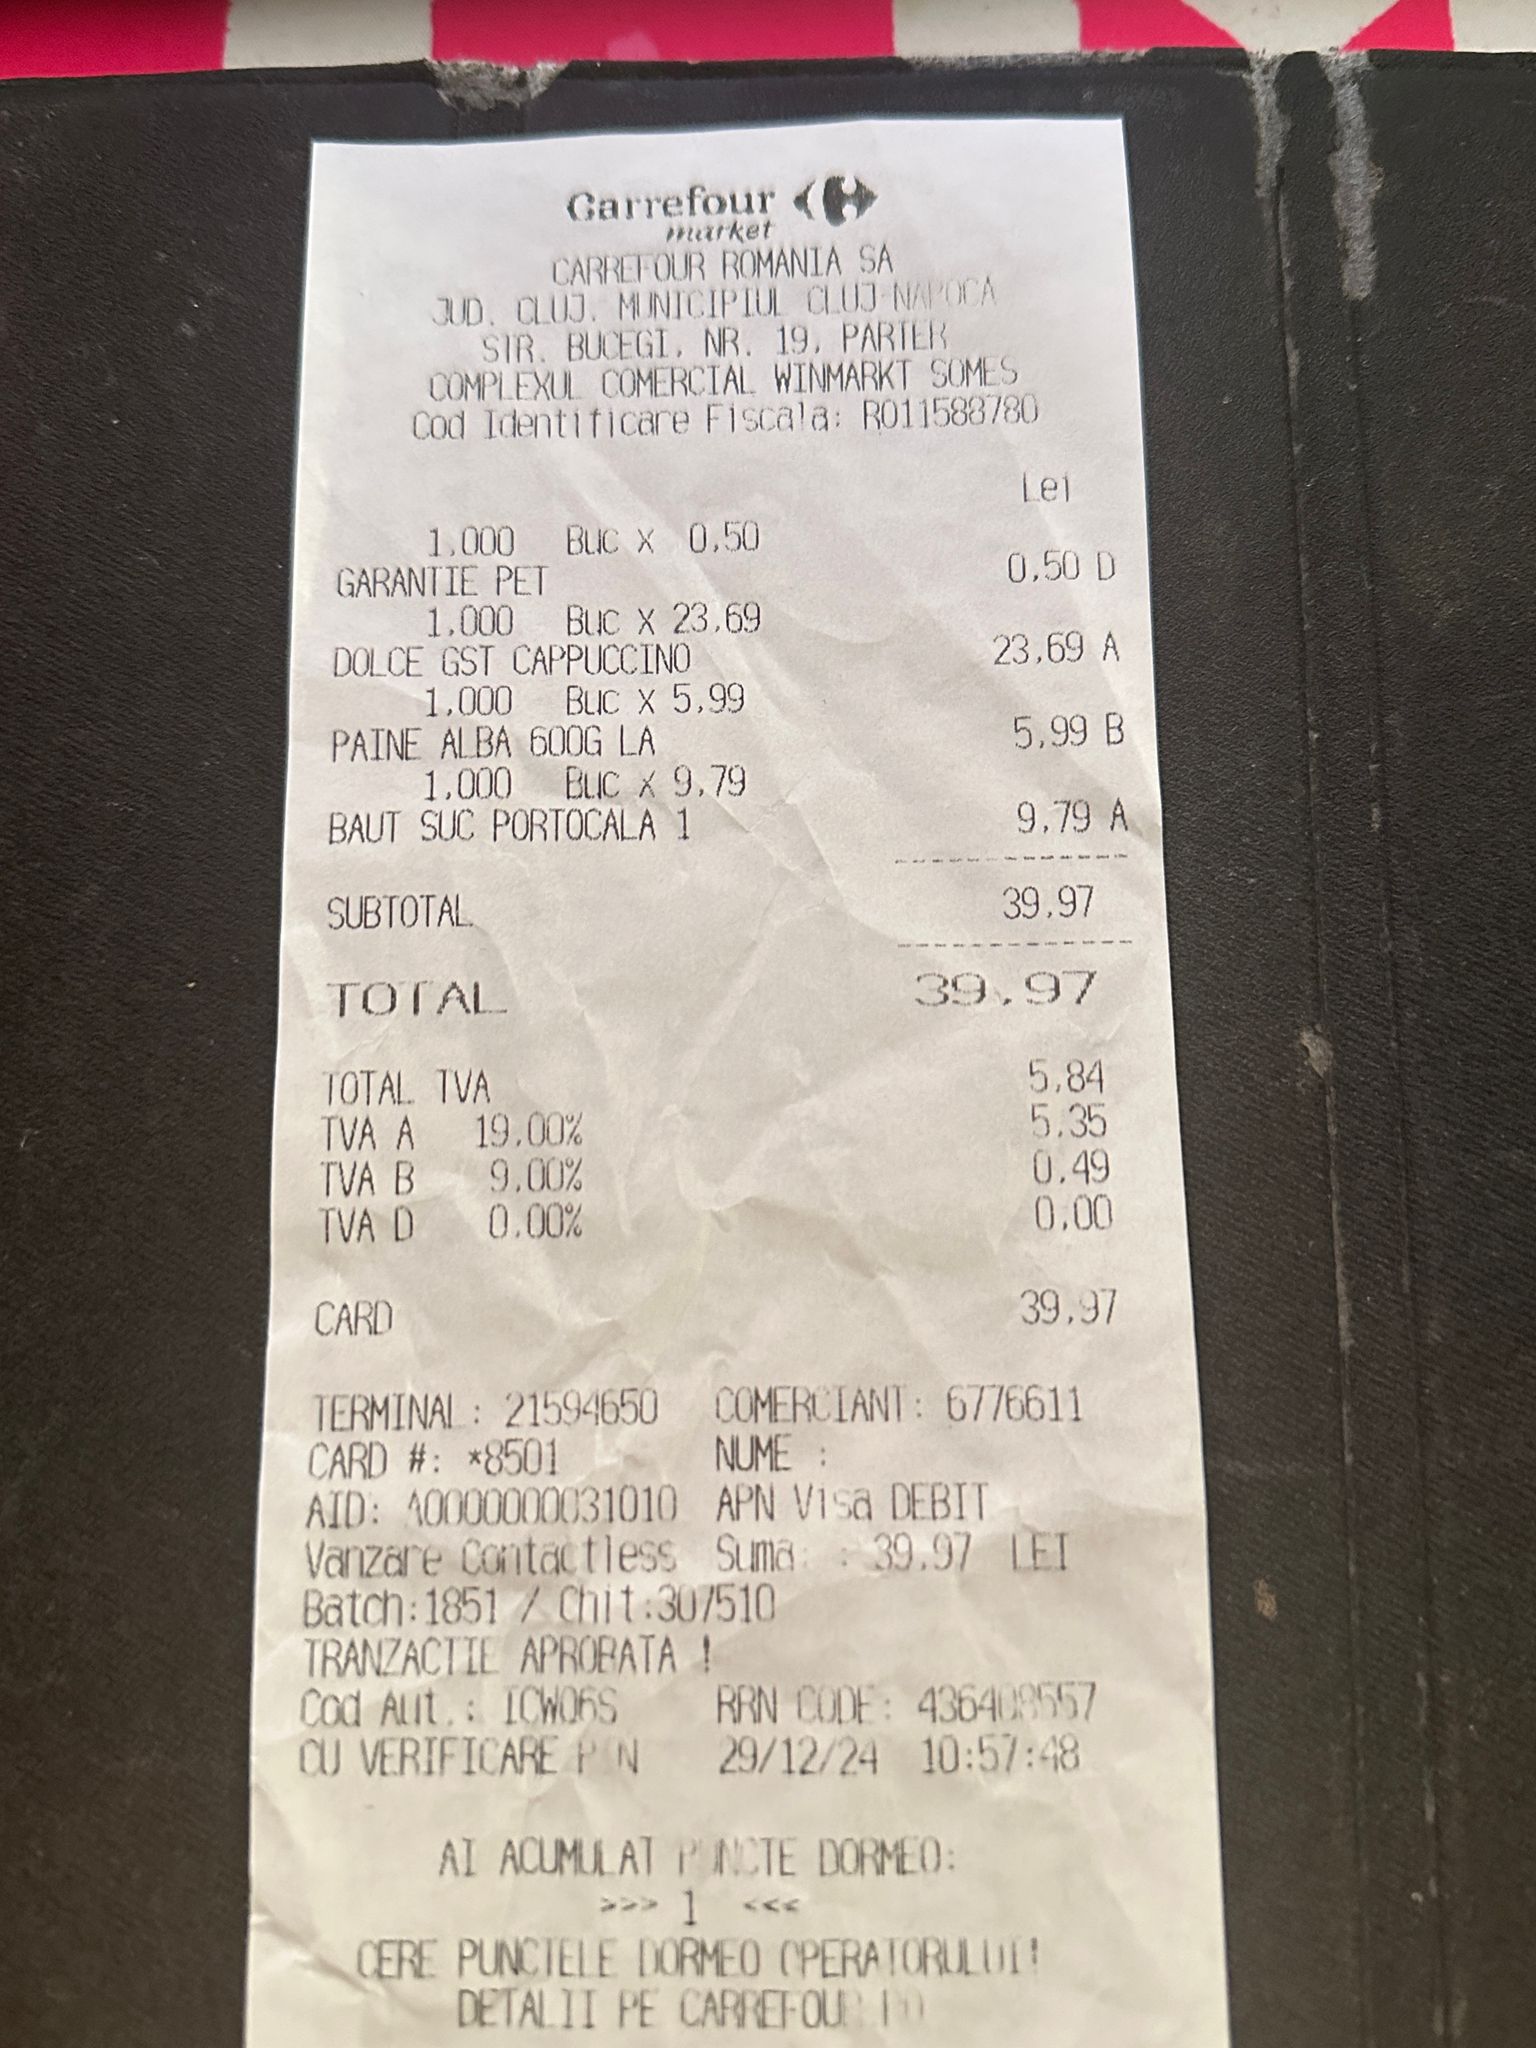 Carrefour
market
CARREFOUR ROMANIA SA
JUD. CLUJ. MUNICIPIUL CLUJ-NAPOCA
STR. BUCEGI, NR. 19, PARTER
COMPLEXUL COMERCIAL WINMARKT SOMES
Cod Identificare Fiscala: RO11588780
Lei
1,000 Buc X 0,50
GARANTIE PET 0,50 D
1,000 Buc X 23,69
DOLCE GST CAPPUCCINO 23,69 A
1,000 Buc X 5,99
PAINE ALBA 600G LA 5,99 B
1,000 Buc X 9,79
BAUT SUC PORTOCALA 1 9,79 A
SUBTOTAL 39,97
TOTAL 39,97
TOTAL TVA 5,84
TVA A 19,00% 5,35
TVA B 9,00% 0,49
TVA D 0,00% 0,00
CARD 39,97
TERMINAL: 21594650 COMERCIANT: 6776611
CARD #: *8501 NUME :
AID: A0000000031010 APN Visa DEBIT
Vanzare Contactless Suma: : 39.97 LEI
Batch:1851 / Chit:307510
TRANZACTIE APROBATA !
Cod Aut.: ICW06S RRN CODE: 436408557
CU VERIFICARE PIN 29/12/24 10:57:48
AI ACUMULAT PUNCTE DORMEO:
>>> 1 <<<
CERE PUNCTELE DORMEO OPERATORULUI!
DETALII PE CARREFOUR.RO